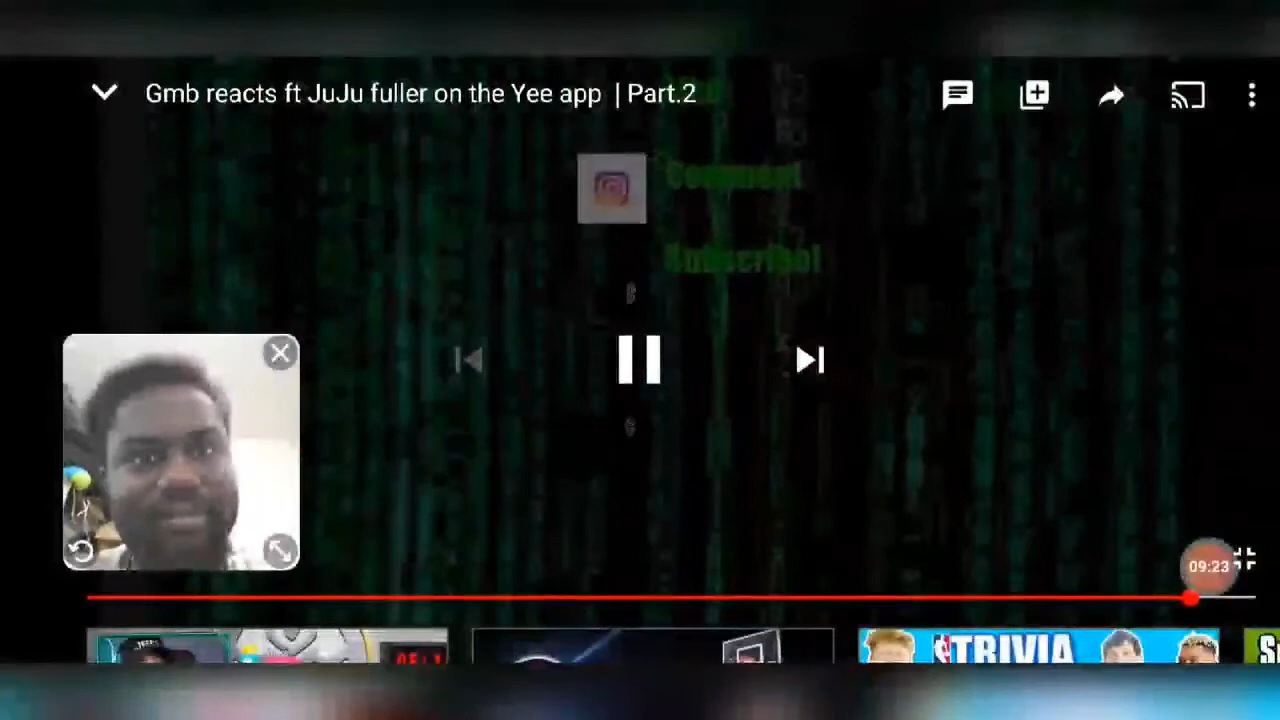 Gmb reacts ft JuJu fuller on the Yee app | Part.2
Comment
Subscribe!
09:23
TRIVIA